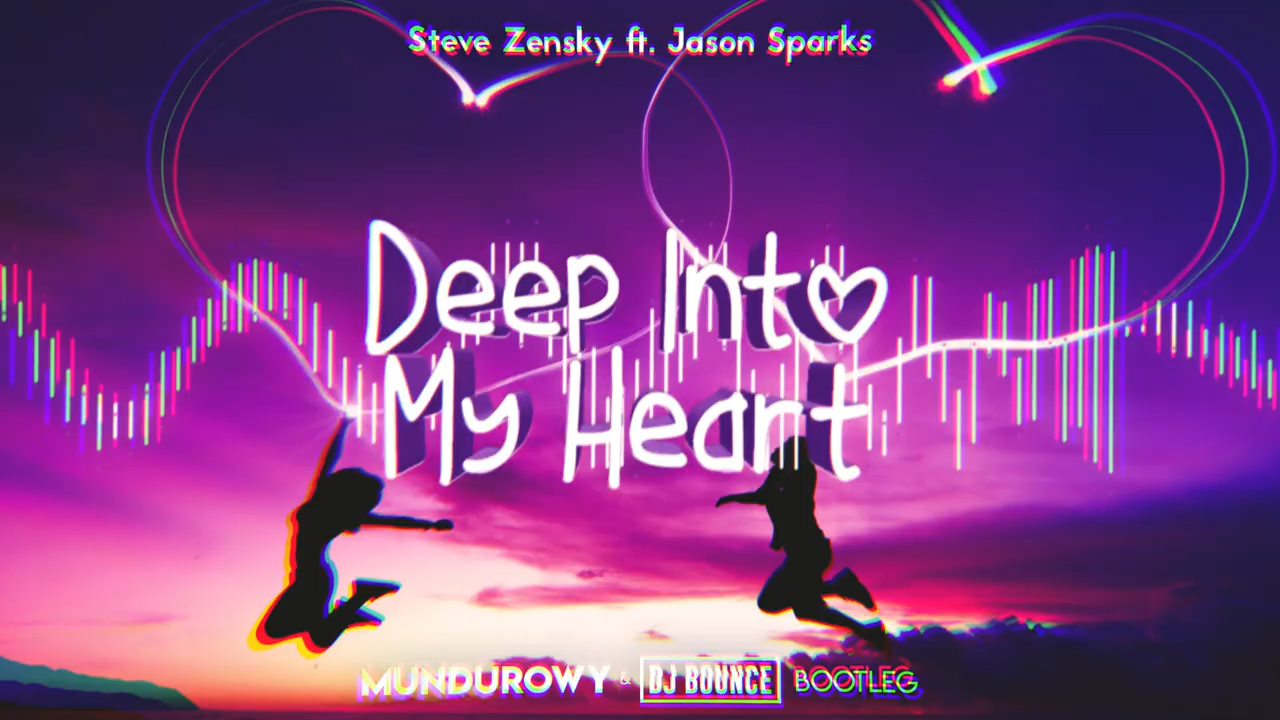 Steve Zensky ft. Jason Sparks
Deep Into
My Heart
MUNDUROWY & DJ BOUNCE BOOTLEG